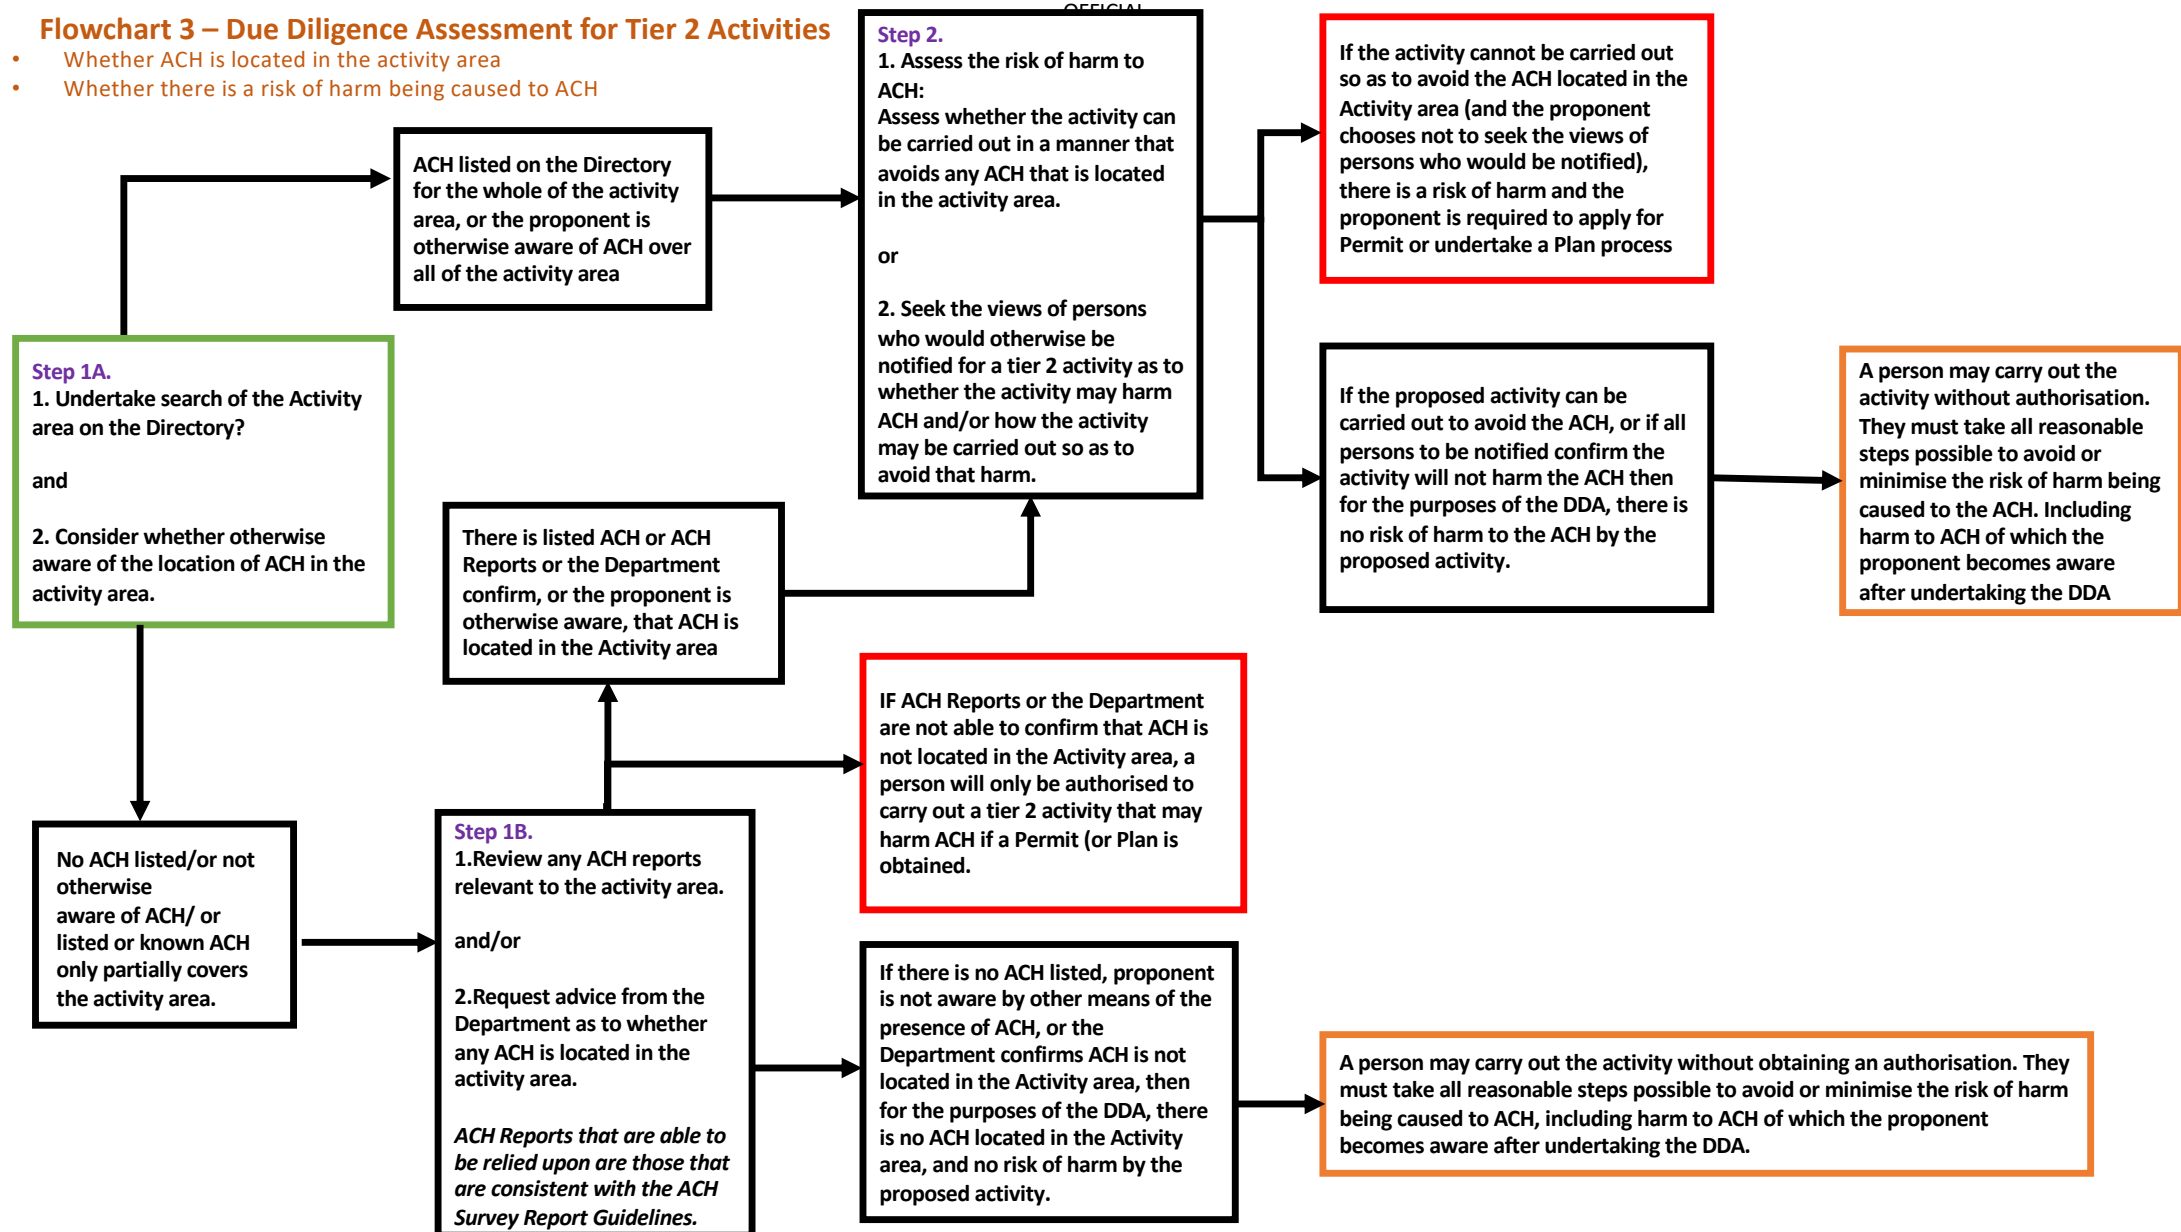 OFFICIAL
Flowchart 3 – Due Diligence Assessment for Tier 2 Activities
• Whether ACH is located in the activity area
• Whether there is a risk of harm being caused to ACH
ACH listed on the Directory
for the whole of the activity
area, or the proponent is
otherwise aware of ACH over
all of the activity area
Step 2.
1. Assess the risk of harm to
ACH:
Assess whether the activity can
be carried out in a manner that
avoids any ACH that is located
in the activity area.
or
2. Seek the views of persons
who would otherwise be
notified for a tier 2 activity as to
whether the activity may harm
ACH and/or how the activity
may be carried out so as to
avoid that harm.
If the activity cannot be carried out
so as to avoid the ACH located in the
Activity area (and the proponent
chooses not to seek the views of
persons who would be notified),
there is a risk of harm and the
proponent is required to apply for
Permit or undertake a Plan process
Step 1A.
1. Undertake search of the Activity
area on the Directory?
and
2. Consider whether otherwise
aware of the location of ACH in the
activity area.
If the proposed activity can be
carried out to avoid the ACH, or if all
persons to be notified confirm the
activity will not harm the ACH then
for the purposes of the DDA, there is
no risk of harm to the ACH by the
proposed activity.
A person may carry out the
activity without authorisation.
They must take all reasonable
steps possible to avoid or
minimise the risk of harm being
caused to the ACH. Including
harm to ACH of which the
proponent becomes aware
after undertaking the DDA
There is listed ACH or ACH
Reports or the Department
confirm, or the proponent is
otherwise aware, that ACH is
located in the Activity area
IF ACH Reports or the Department
are not able to confirm that ACH is
not located in the Activity area, a
person will only be authorised to
carry out a tier 2 activity that may
harm ACH if a Permit (or Plan is
obtained.
No ACH listed/or not
otherwise
aware of ACH/ or
listed or known ACH
only partially covers
the activity area.
Step 1B.
1.Review any ACH reports
relevant to the activity area.
and/or
2.Request advice from the
Department as to whether
any ACH is located in the
activity area.
ACH Reports that are able to
be relied upon are those that
are consistent with the ACH
Survey Report Guidelines.
If there is no ACH listed, proponent
is not aware by other means of the
presence of ACH, or the
Department confirms ACH is not
located in the Activity area, then
for the purposes of the DDA, there
is no ACH located in the Activity
area, and no risk of harm by the
proposed activity.
A person may carry out the activity without obtaining an authorisation. They
must take all reasonable steps possible to avoid or minimise the risk of harm
being caused to ACH, including harm to ACH of which the proponent
becomes aware after undertaking the DDA.